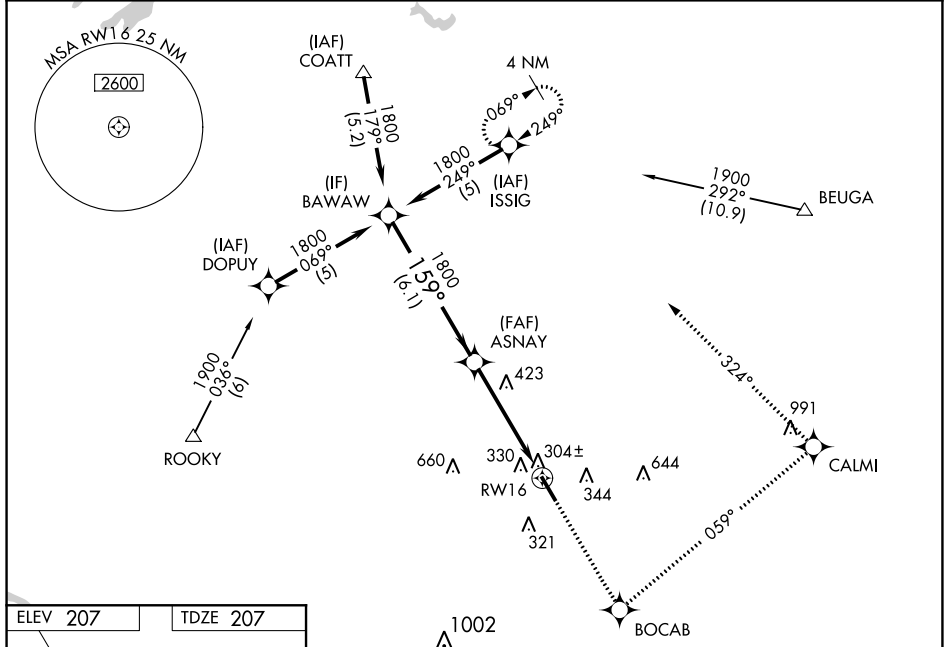 MSA RW16 25 NM
2600
(IAF)
COATT
1800
179°
(5.2)
4 NM
069°
249°
1800
249°
(5)
(IAF)
ISSIG
(IF)
BAWAW
1900
292°
(10.9)
BEUGA
(IAF)
DOPUY
1800
069°
(5)
1800
159°
(6.1)
1900
036°
(6)
ROOKY
(FAF)
ASNAY
423
324°
991
CALMI
660
330
304±
RW16
344
644
321
059°
BOCAB
ELEV 207
TDZE 207
1002